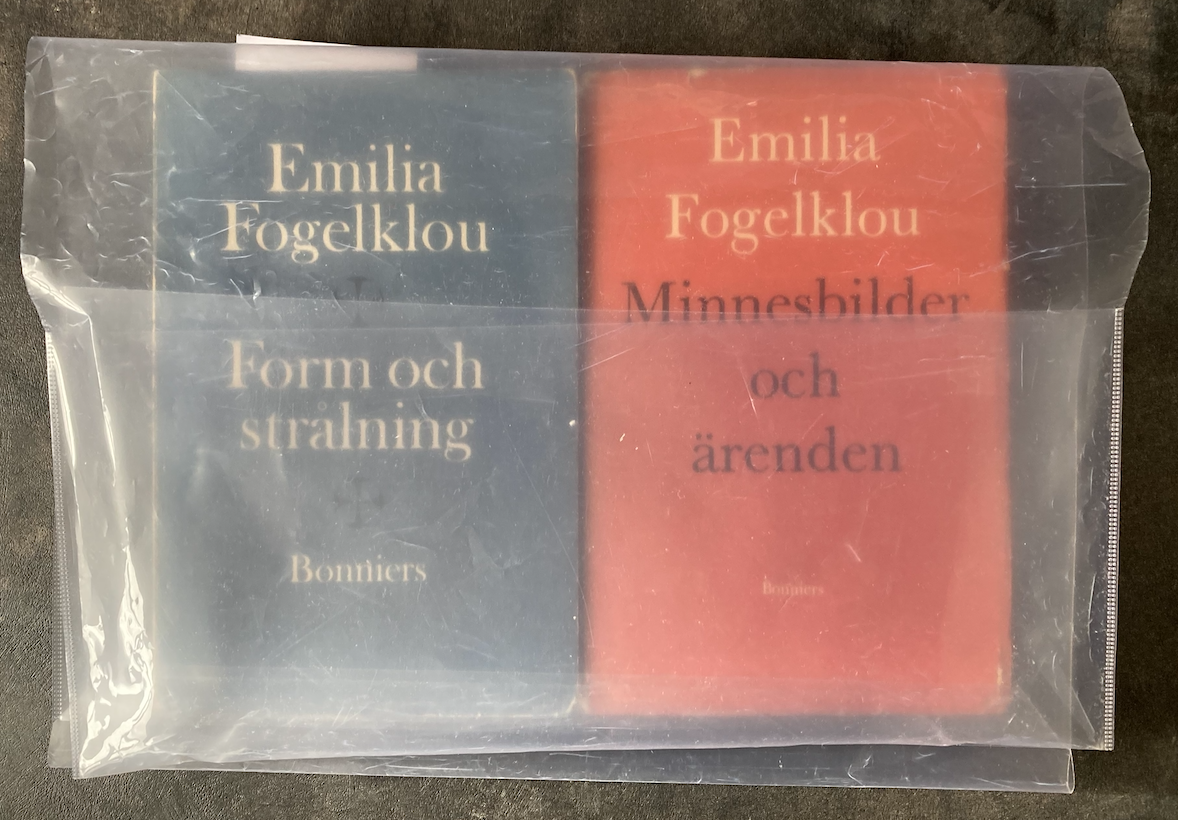 Emilia
Fogelklou
Form och
strålning
Bonniers
Emilia
Fogelklou
Minnesbilder
och
ärenden
Bonniers